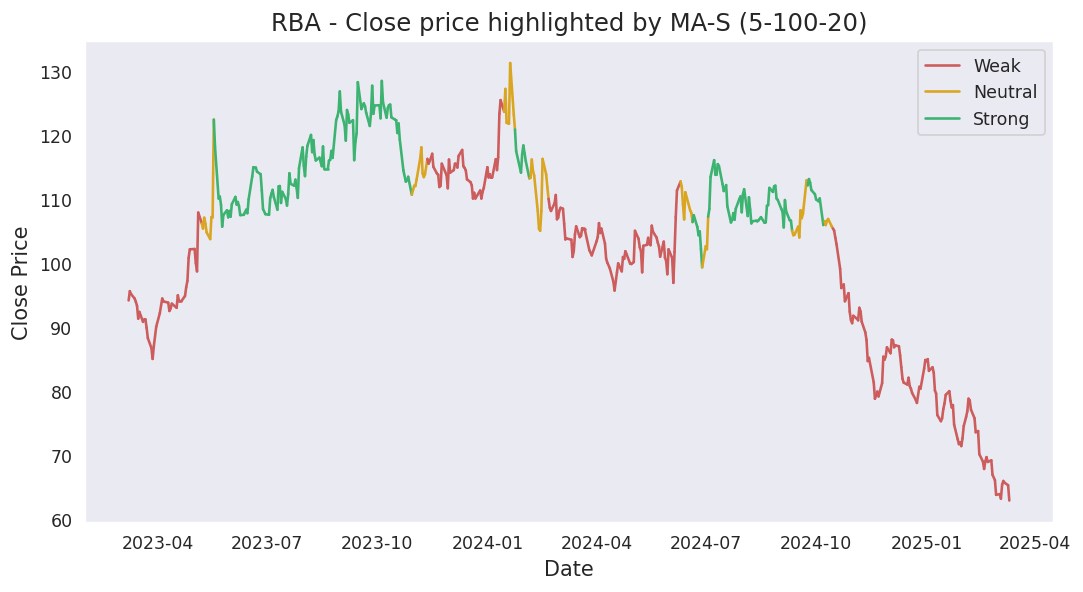 RBA - Close price highlighted by MA-S (5-100-20)
Weak
Neutral
Strong
Close Price
130
120
110
100
90
80
70
60
2023-04 2023-07 2023-10 2024-01 2024-04 2024-07 2024-10 2025-01 2025-04
Date